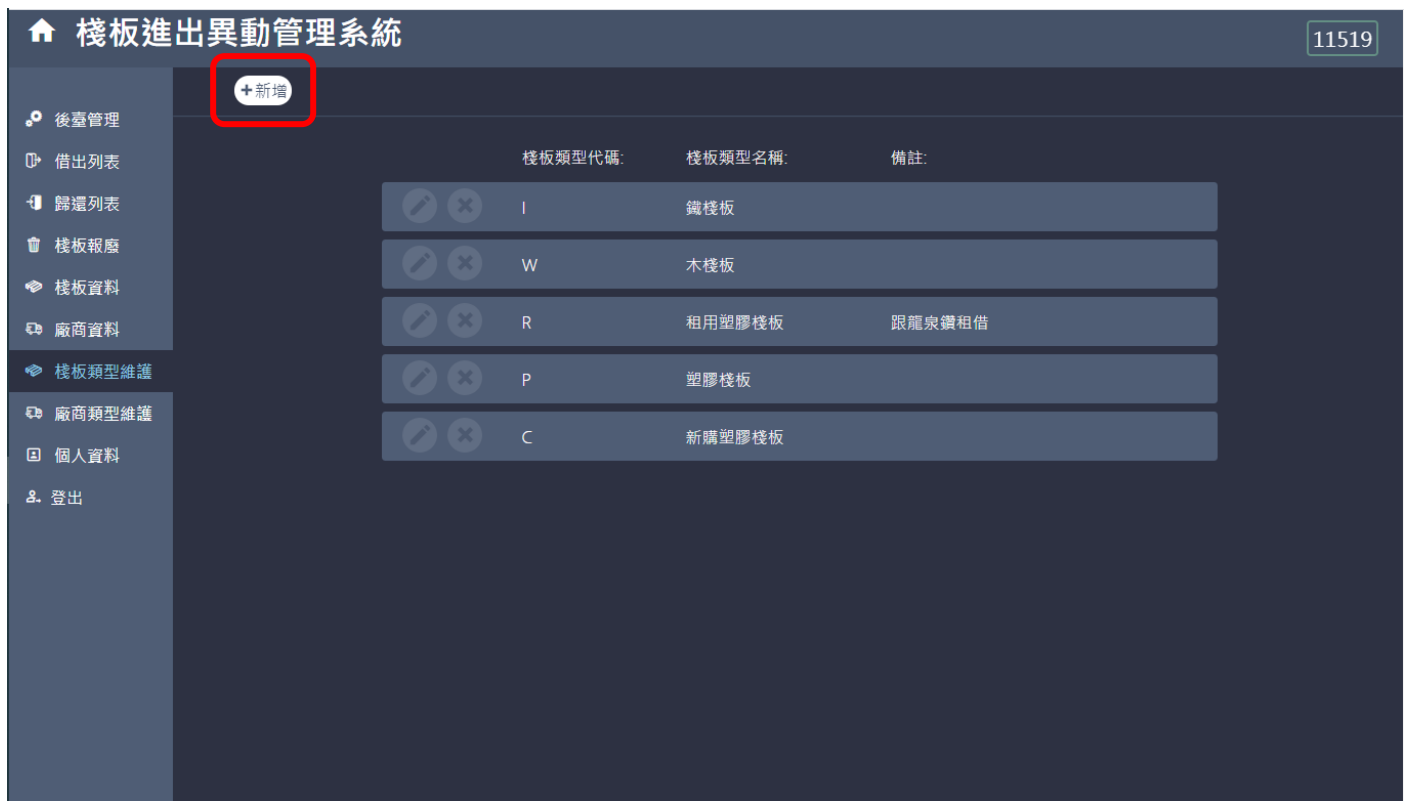 棧板進出異動管理系統
11519
+新增
後臺管理
借出列表
歸還列表
棧板報廢
棧板資料
廠商資料
棧板類型維護
廠商類型維護
個人資料
登出
棧板類型代碼: 棧板類型名稱: 備註:
I 鐵棧板
W 木棧板
R 租用塑膠棧板 跟龍泉鑽租借
P 塑膠棧板
C 新購塑膠棧板